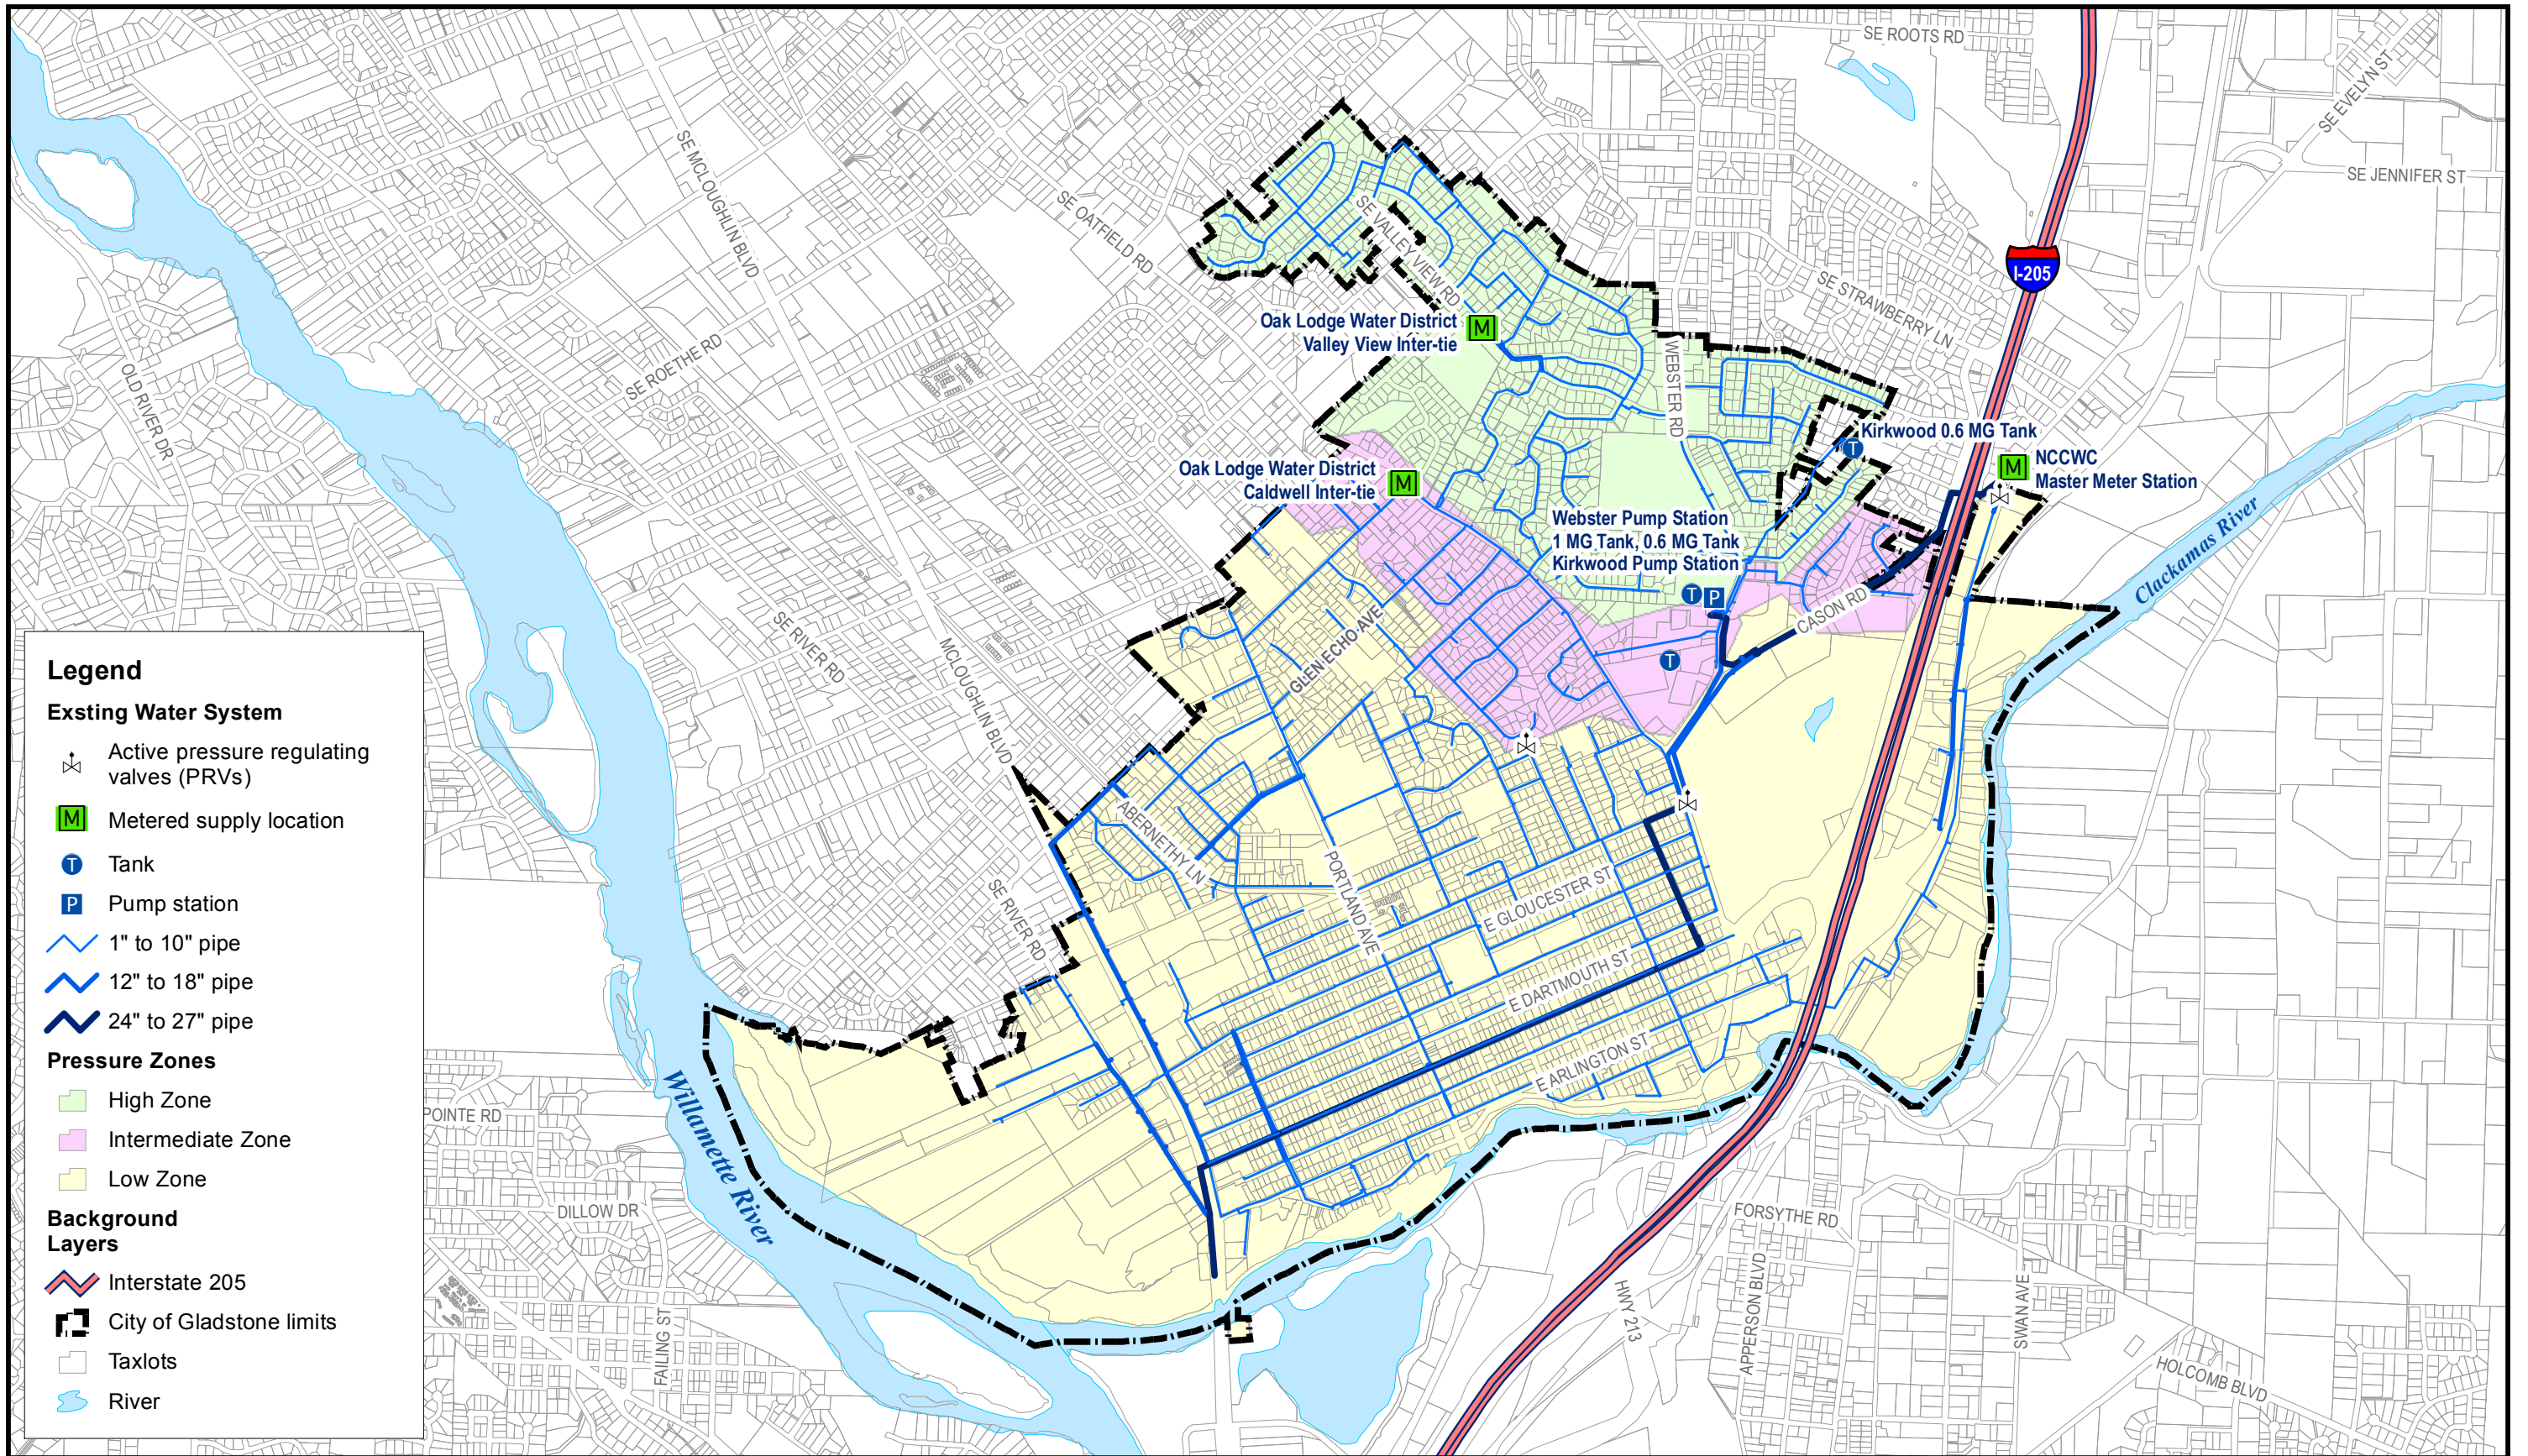 SE ROOTS RD
SE EVELYN ST
SE JENNIFER ST
SE MCLOUGHLIN BLVD
SE OATFIELD RD
SE VALLEY VIEW RD
I-205
SE STRAWBERRY LN
Oak Lodge Water District
Valley View Inter-tie
WEBSTER RD
SE ROETHE RD
OLD RIVER DR
Kirkwood 0.6 MG Tank
NCCWC
Master Meter Station
Oak Lodge Water District
Caldwell Inter-tie
M
M
M
T
Webster Pump Station
1 MG Tank, 0.6 MG Tank
Kirkwood Pump Station
T
P
T
Clackamas River
CASON RD
SE RIVER RD
MCLOUGHLIN BLVD
GLEN ECHO AVE
ABERNETHY LN
PORTLAND AVE
SE RIVER RD
E GLOUCESTER ST
E DARTMOUTH ST
E ARLINGTON ST
Willamette River
POINTE RD
DILLOW DR
FAILING ST
FORSYTHE RD
HWY 213
APPERSON BLVD
SWAN AVE
HOLCOMB BLVD
Legend
Exsting Water System
Active pressure regulating
valves (PRVs)
M Metered supply location
T Tank
P Pump station
1" to 10" pipe
12" to 18" pipe
24" to 27" pipe
Pressure Zones
High Zone
Intermediate Zone
Low Zone
Background
Layers
Interstate 205
City of Gladstone limits
Taxlots
River